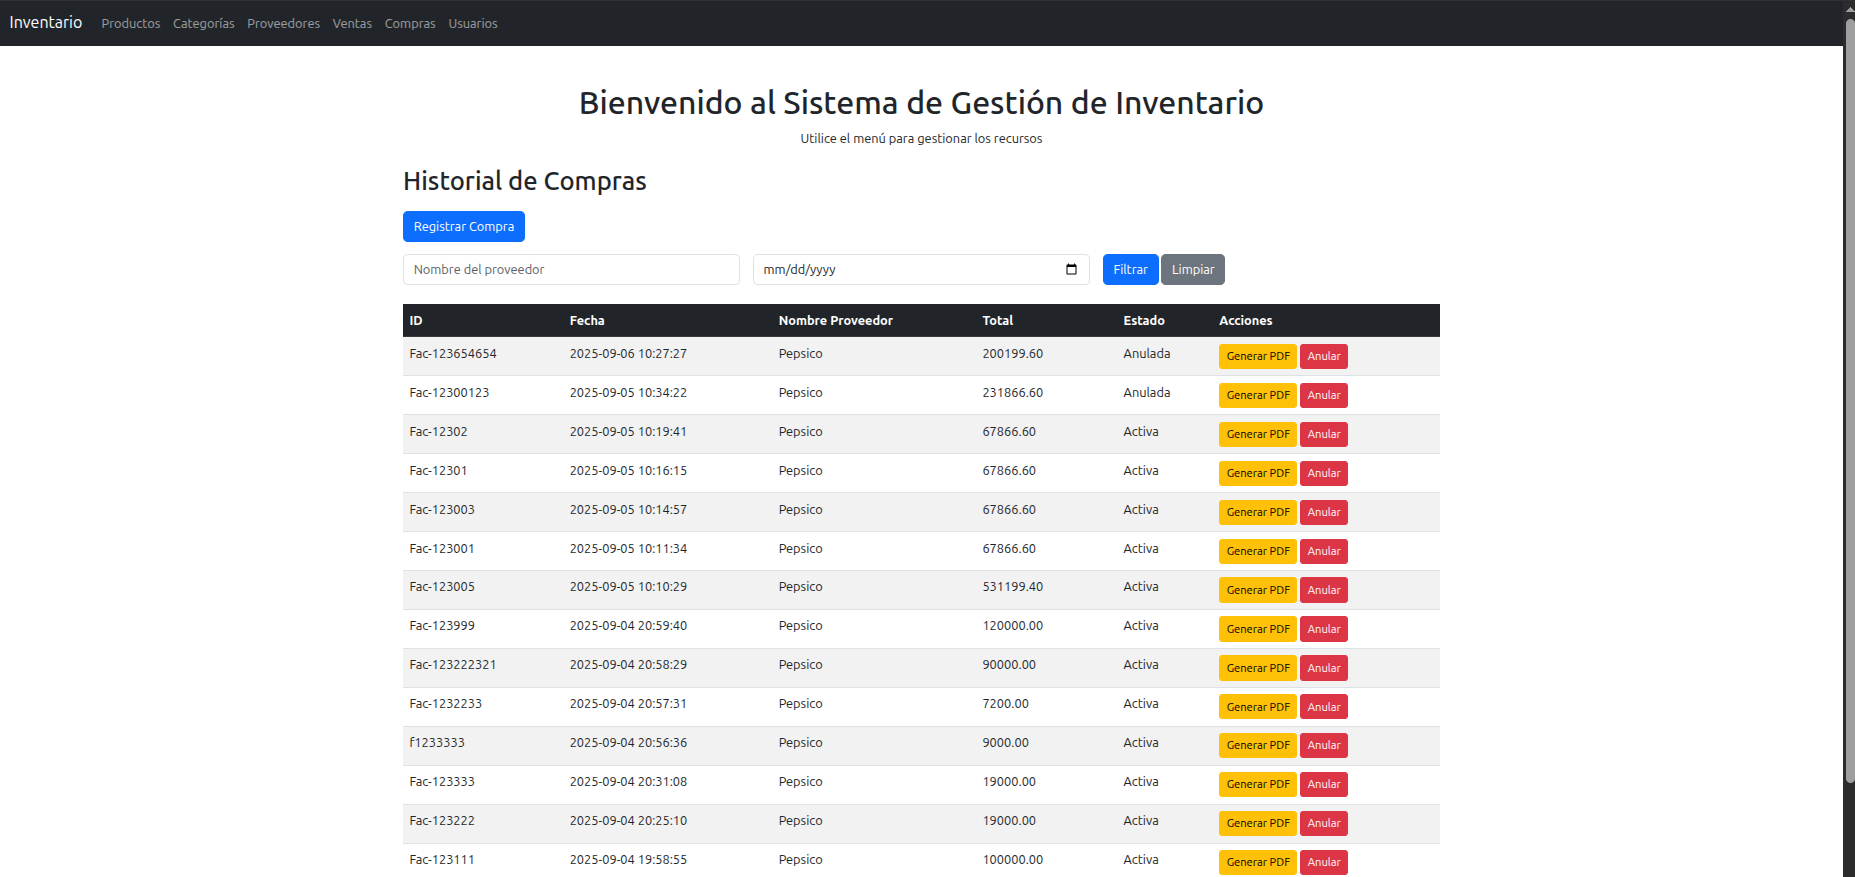 Inventario Productos Categorías Proveedores Ventas Compras Usuarios
Bienvenido al Sistema de Gestión de Inventario
Utilice el menú para gestionar los recursos
Historial de Compras
Registrar Compra
Nombre del proveedor mm/dd/yyyy Filtrar Limpiar
ID Fecha Nombre Proveedor Total Estado Acciones
Fac-123654654 2025-09-06 10:27:27 Pepsico 200199.60 Anulada Generar PDF Anular
Fac-12300123 2025-09-05 10:34:22 Pepsico 231866.60 Anulada Generar PDF Anular
Fac-12302 2025-09-05 10:19:41 Pepsico 67866.60 Activa Generar PDF Anular
Fac-12301 2025-09-05 10:16:15 Pepsico 67866.60 Activa Generar PDF Anular
Fac-123003 2025-09-05 10:14:57 Pepsico 67866.60 Activa Generar PDF Anular
Fac-123001 2025-09-05 10:11:34 Pepsico 67866.60 Activa Generar PDF Anular
Fac-123005 2025-09-05 10:10:29 Pepsico 531199.40 Activa Generar PDF Anular
Fac-123999 2025-09-04 20:59:40 Pepsico 120000.00 Activa Generar PDF Anular
Fac-123222321 2025-09-04 20:58:29 Pepsico 90000.00 Activa Generar PDF Anular
Fac-1232233 2025-09-04 20:57:31 Pepsico 7200.00 Activa Generar PDF Anular
f1233333 2025-09-04 20:56:36 Pepsico 9000.00 Activa Generar PDF Anular
Fac-123333 2025-09-04 20:31:08 Pepsico 19000.00 Activa Generar PDF Anular
Fac-123222 2025-09-04 20:25:10 Pepsico 19000.00 Activa Generar PDF Anular
Fac-123111 2025-09-04 19:58:55 Pepsico 100000.00 Activa Generar PDF Anular